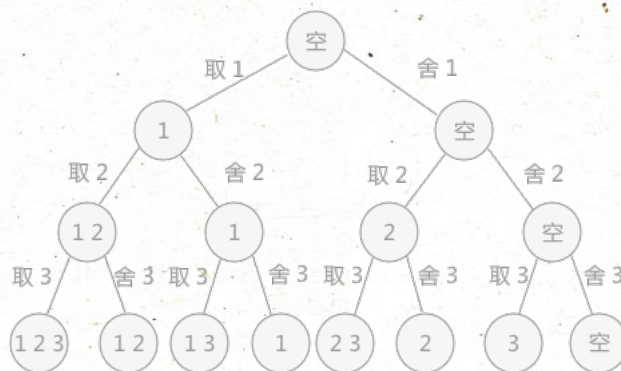 空
取 1 舍 1
1 空
取 2 舍 2 取 2 舍 2
1 2 1 2 空
取 3 舍 3 取 3 舍 3 取 3 舍 3 取 3 舍 3
1 2 3 1 2 1 3 1 2 3 2 3 空